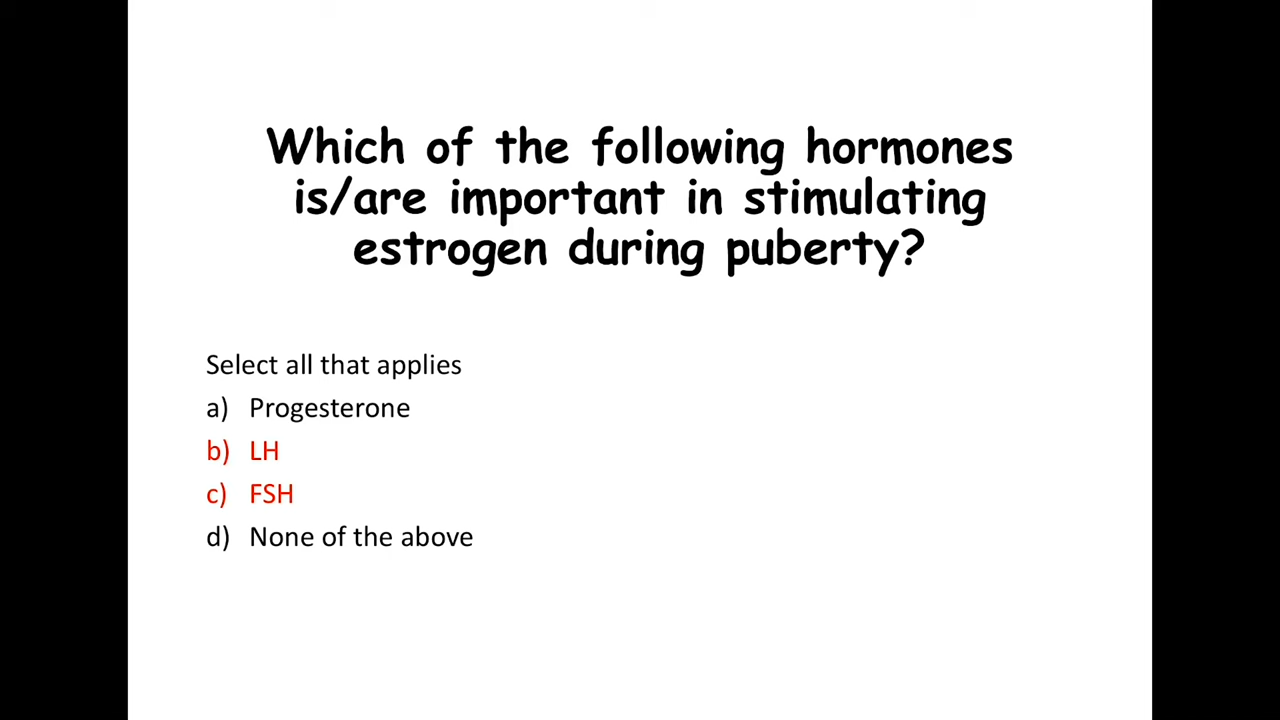 Which of the following hormones
is/are important in stimulating
estrogen during puberty?
Select all that applies
a) Progesterone
b) LH
c) FSH
d) None of the above